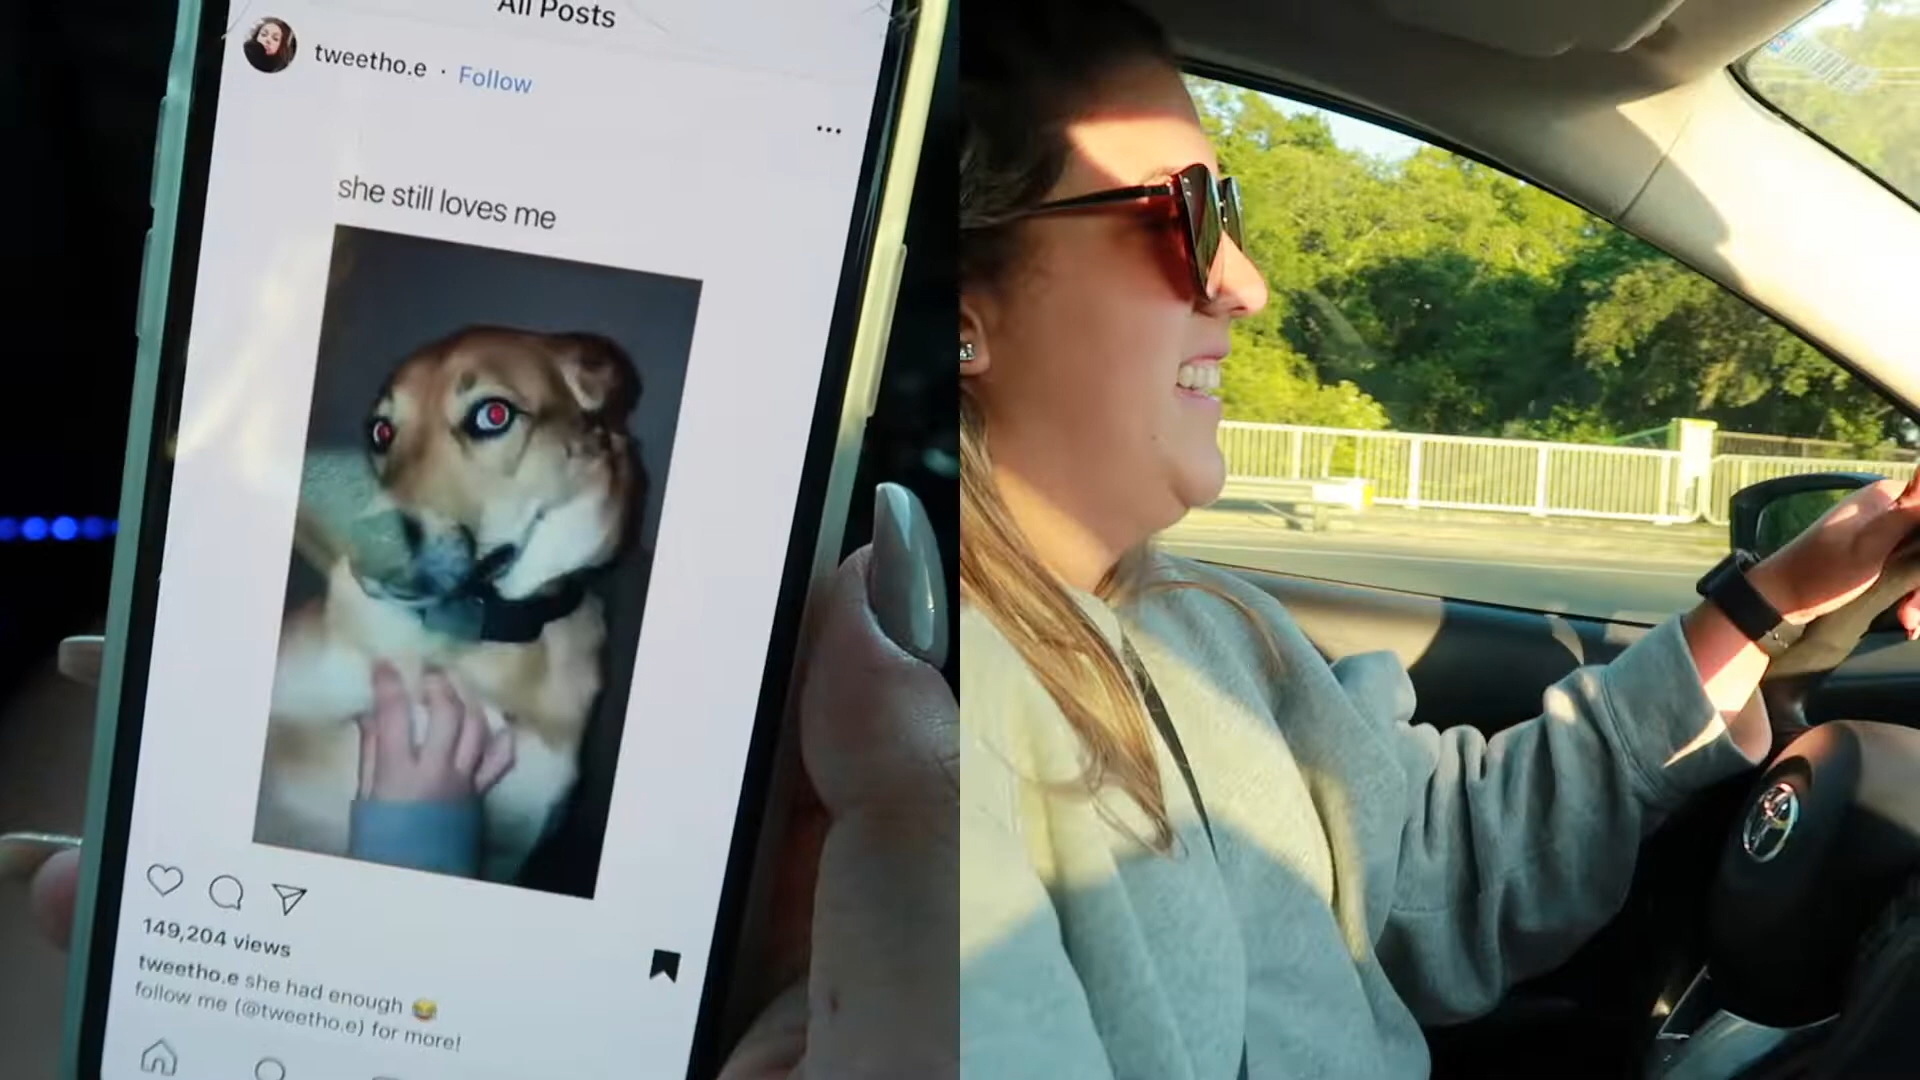 All Posts
tweetho.e · Follow
she still loves me
149,204 views
tweetho.e she had enough 😂
follow me (@tweetho.e) for more!